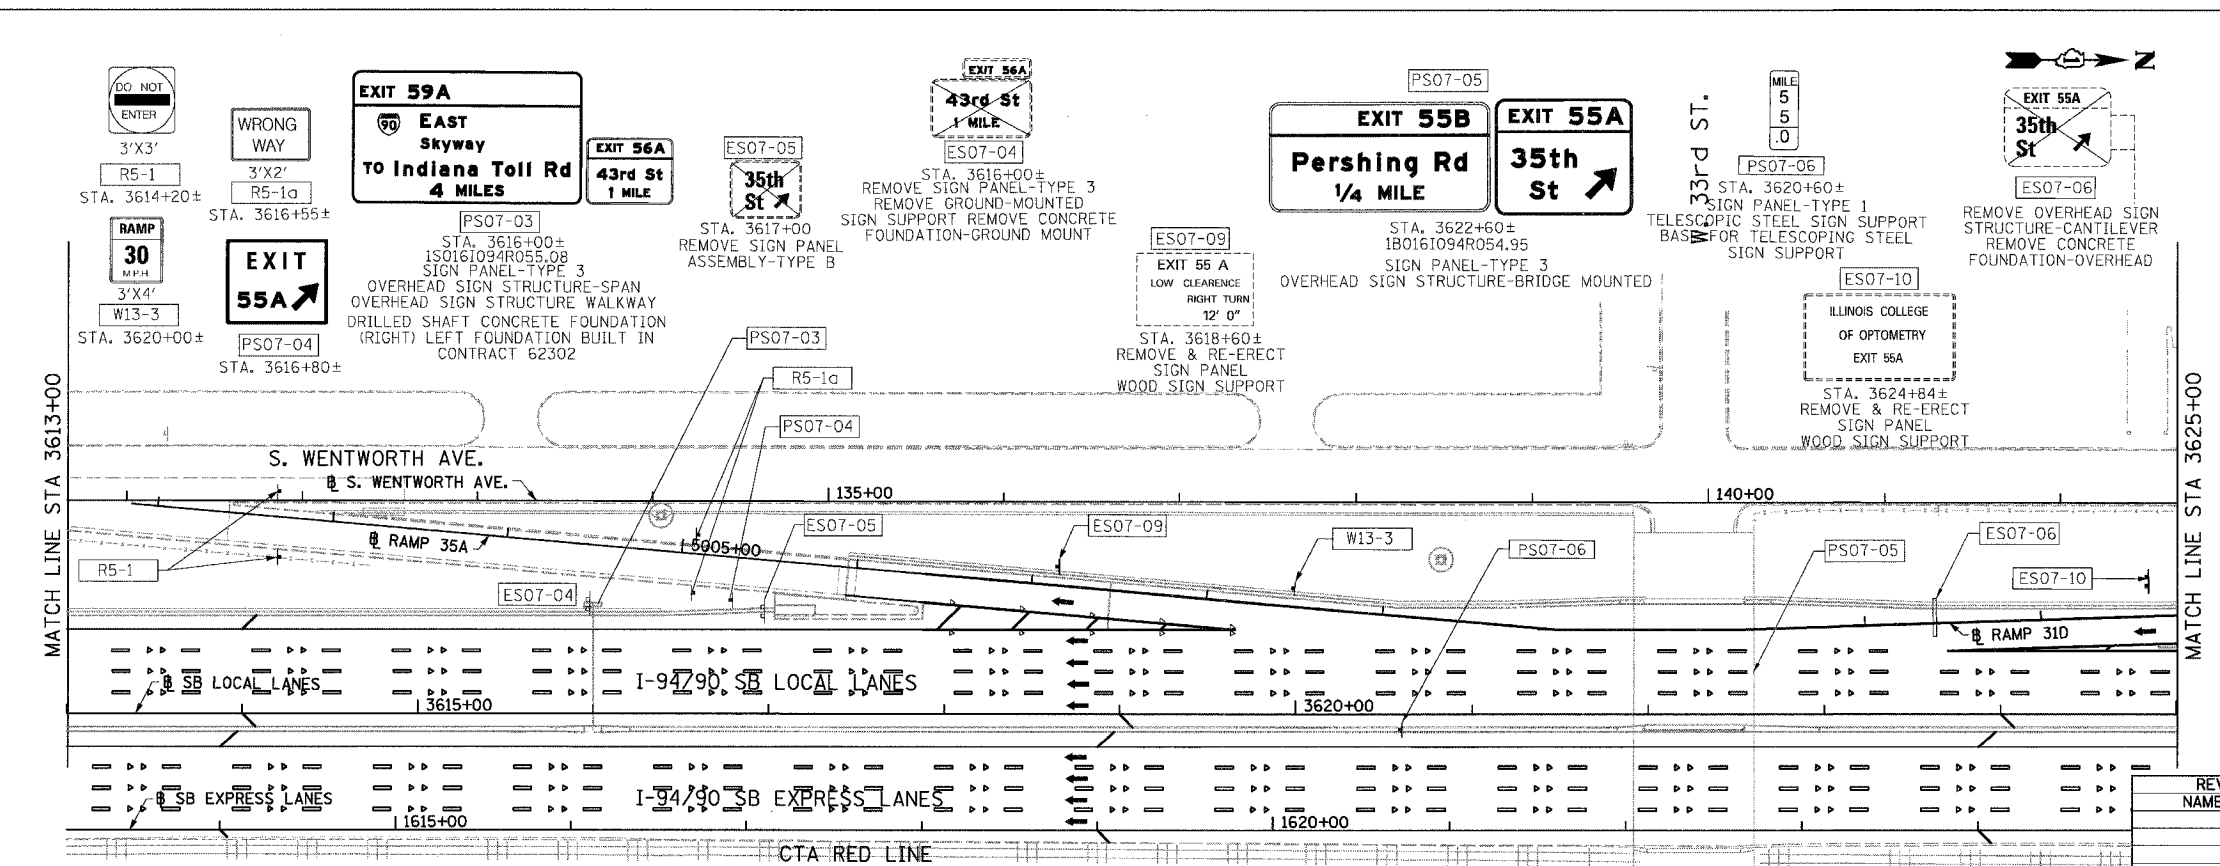 DO NOT
ENTER
3'X3'
R5-1
STA. 3614+20±
RAMP
30
M.P.H.
3'X4'
W13-3
STA. 3620+00±
WRONG
WAY
3'X2'
R5-1a
STA. 3616+55±
EXIT
55A
PS07-04
STA. 3616+80±
EXIT 59A
90
EAST
Skyway
TO Indiana Toll Rd
4 MILES
EXIT 56A
43rd St
1 MILE
PS07-03
STA. 3616+00±
1S016I094R055.08
SIGN PANEL-TYPE 3
OVERHEAD SIGN STRUCTURE-SPAN
OVERHEAD SIGN STRUCTURE WALKWAY
DRILLED SHAFT CONCRETE FOUNDATION
(RIGHT) LEFT FOUNDATION BUILT IN
CONTRACT 62302
ES07-05
35th
St
STA. 3617+00
REMOVE SIGN PANEL
ASSEMBLY-TYPE B
EXIT 56A
43rd St
1 MILE
ES07-04
STA. 3616+00±
REMOVE SIGN PANEL-TYPE 3
REMOVE GROUND-MOUNTED
SIGN SUPPORT REMOVE CONCRETE
FOUNDATION-GROUND MOUNT
ES07-09
EXIT 55 A
LOW CLEARENCE
RIGHT TURN
12' 0"
STA. 3618+60±
REMOVE & RE-ERECT
SIGN PANEL
WOOD SIGN SUPPORT
PS07-05
EXIT 55B
Pershing Rd
1/4 MILE
EXIT 55A
35th
St
STA. 3622+60±
1B016I094R054.95
SIGN PANEL-TYPE 3
OVERHEAD SIGN STRUCTURE-BRIDGE MOUNTED
W. 33rd ST.
MILE
5
5
.0
PS07-06
STA. 3620+60±
SIGN PANEL-TYPE 1
TELESCOPIC STEEL SIGN SUPPORT
BASE FOR TELESCOPING STEEL
SIGN SUPPORT
N
EXIT 55A
35th
St
ES07-06
REMOVE OVERHEAD SIGN
STRUCTURE-CANTILEVER
REMOVE CONCRETE
FOUNDATION-OVERHEAD
ES07-10
ILLINOIS COLLEGE
OF OPTOMETRY
EXIT 55A
STA. 3624+84±
REMOVE & RE-ERECT
SIGN PANEL
WOOD SIGN SUPPORT
MATCH LINE STA 3613+00
MATCH LINE STA 3625+00
PS07-03
R5-1a
PS07-04
S. WENTWORTH AVE.
S. WENTWORTH AVE.
135+00
140+00
RAMP 35A
5005+00
R5-1
ES07-04
ES07-05
ES07-09
W13-3
PS07-06
PS07-05
ES07-06
ES07-10
RAMP 31D
SB LOCAL LANES
I-94/90 SB LOCAL LANES
3615+00
3620+00
SB EXPRESS LANES
I-94/90 SB EXPRESS LANES
1615+00
1620+00
CTA RED LINE
REV
NAME